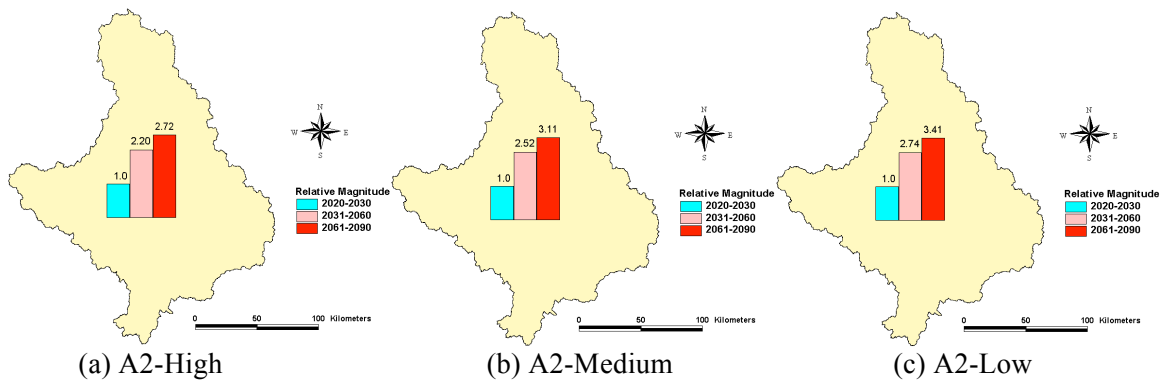 N
W E
S
1.0 2.20 2.72
Relative Magnitude
2020-2030
2031-2060
2061-2090
0 50 100 Kilometers
(a) A2-High
N
W E
S
1.0 2.52 3.11
Relative Magnitude
2020-2030
2031-2060
2061-2090
0 50 100 Kilometers
(b) A2-Medium
N
W E
S
1.0 2.74 3.41
Relative Magnitude
2020-2030
2031-2060
2061-2090
0 50 100 Kilometers
(c) A2-Low